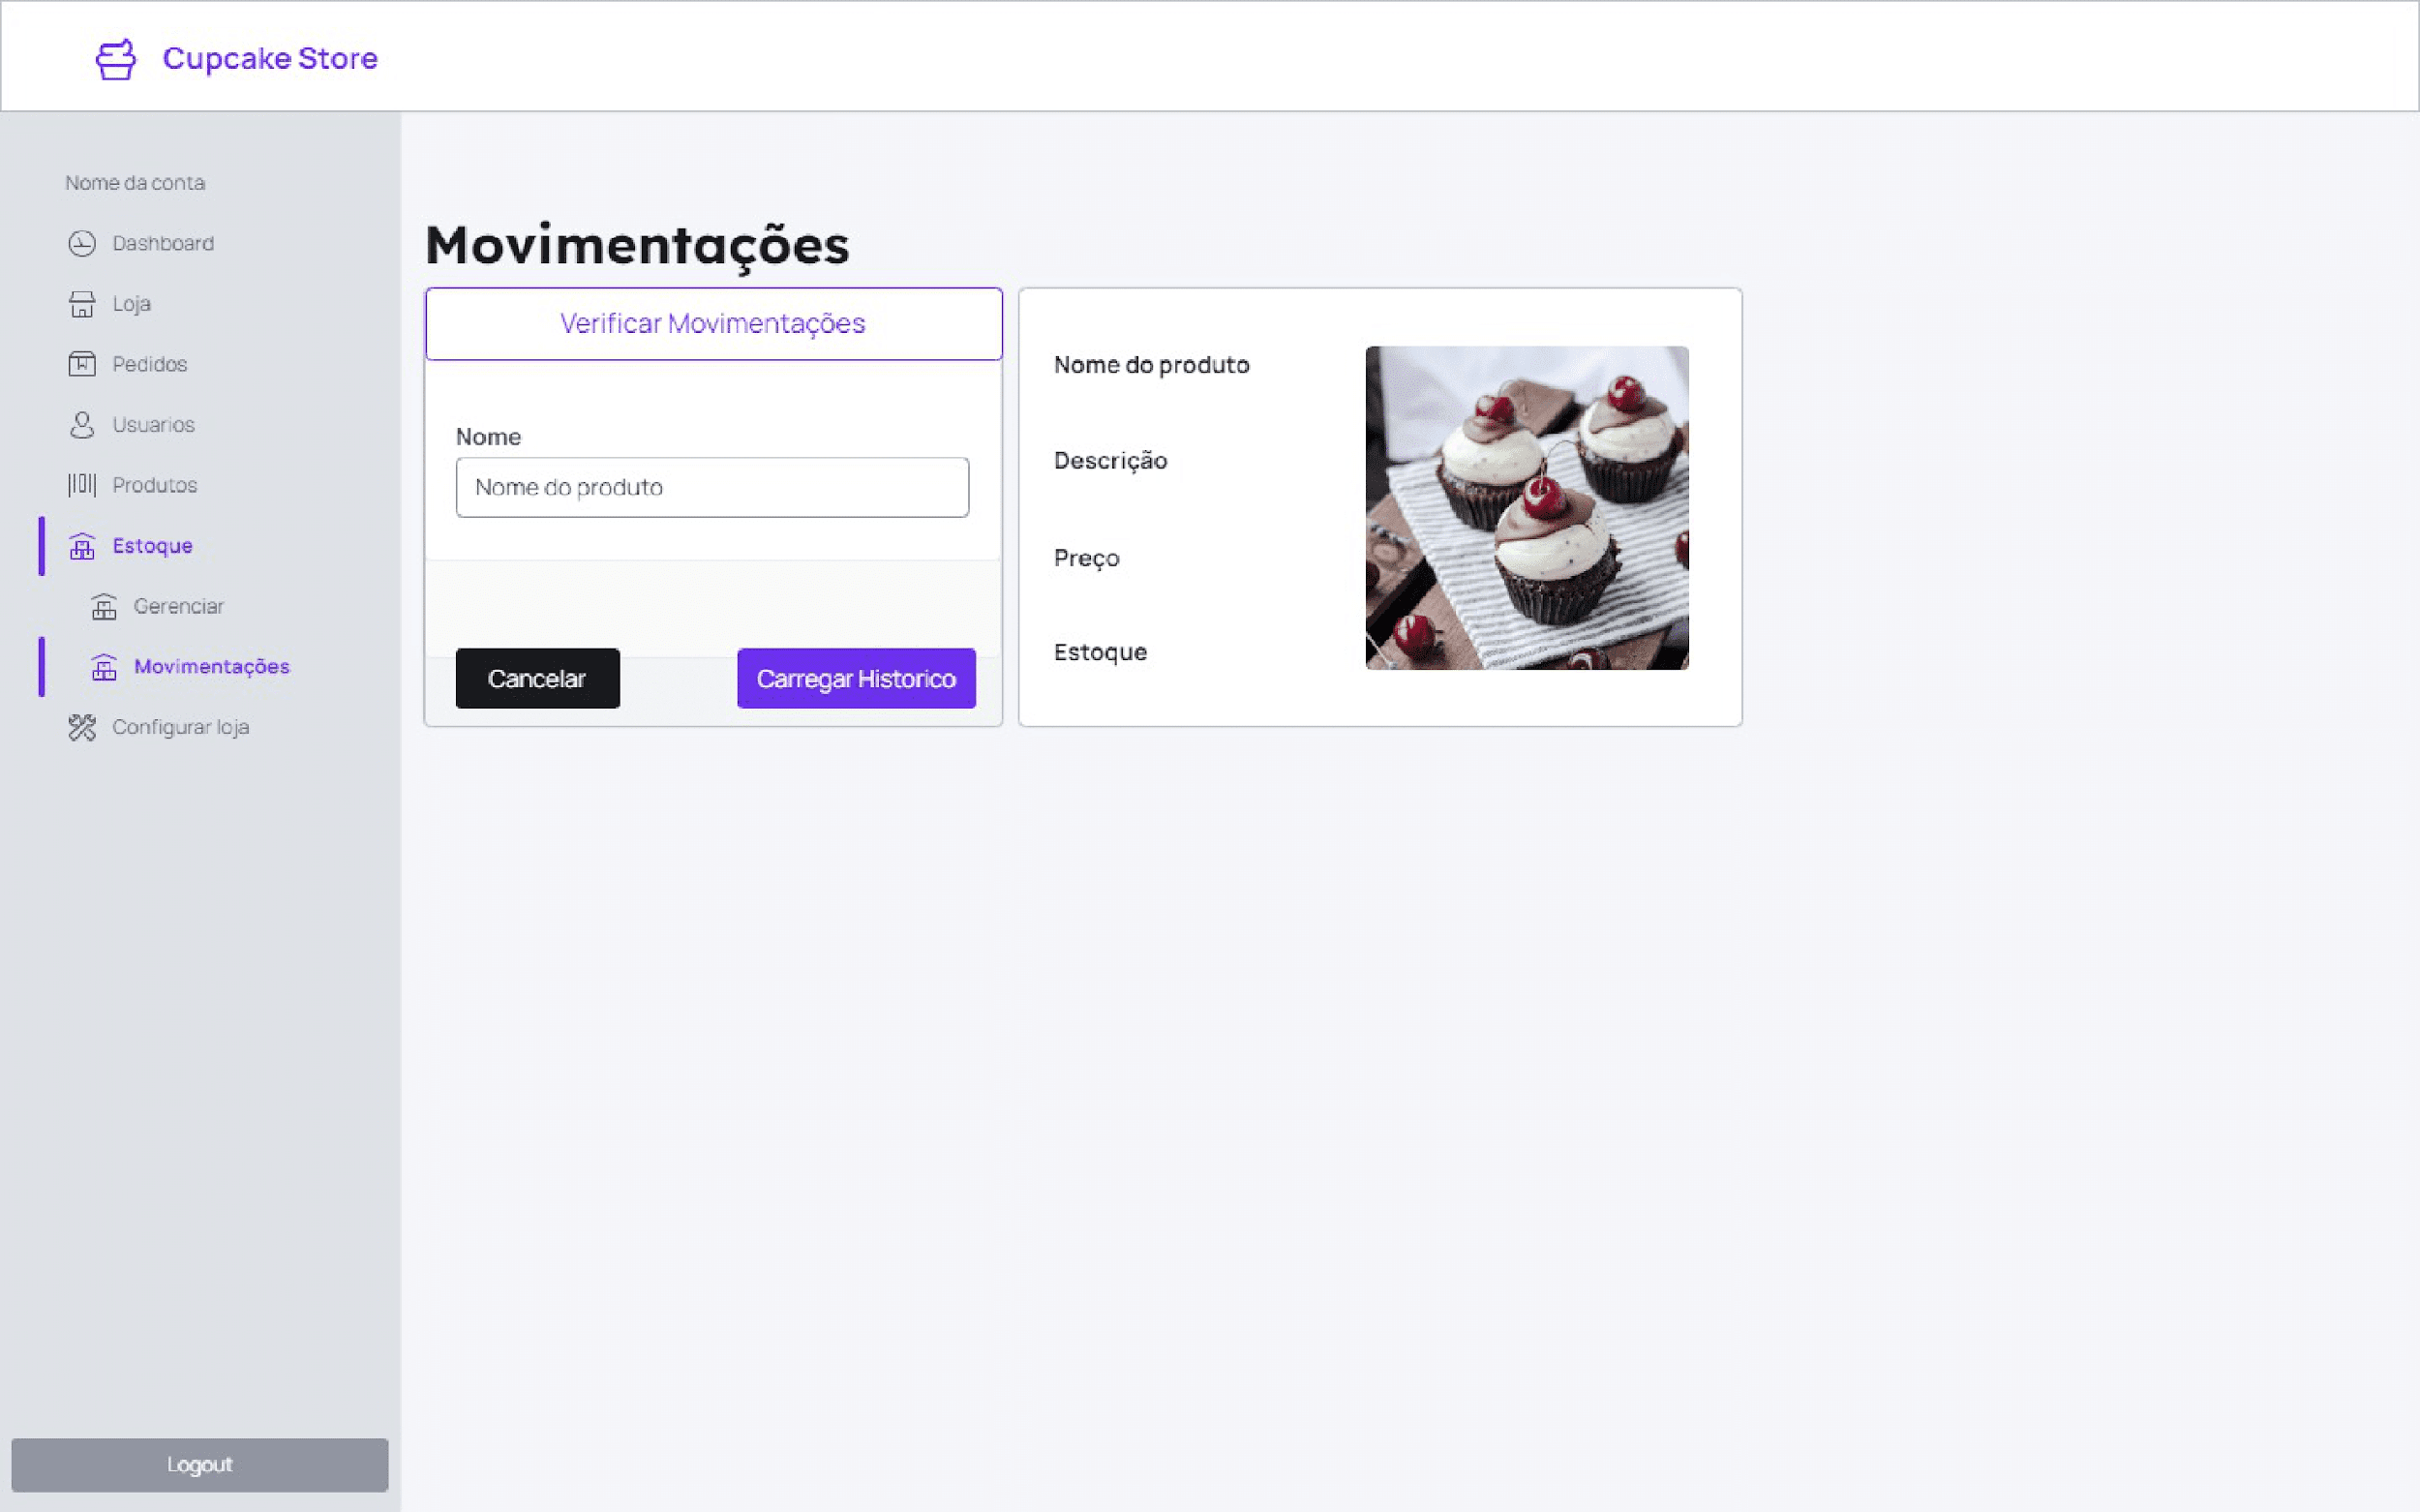 Cupcake Store
Nome da conta
Dashboard
Loja
Pedidos
Usuarios
Produtos
Estoque
Gerenciar
Movimentações
Configurar loja
Logout
Movimentações
Verificar Movimentações
Nome
Nome do produto
Cancelar
Carregar Historico
Nome do produto
Descrição
Preço
Estoque